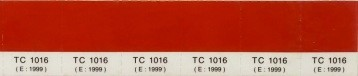 TC 1016 TC 1016 TC 1016 TC 1016 TC 1016 TC 1016
( E : 1999 ) ( E : 1999 ) ( E : 1999 ) ( E : 1999 ) ( E : 1999 ) ( E : 1999 )